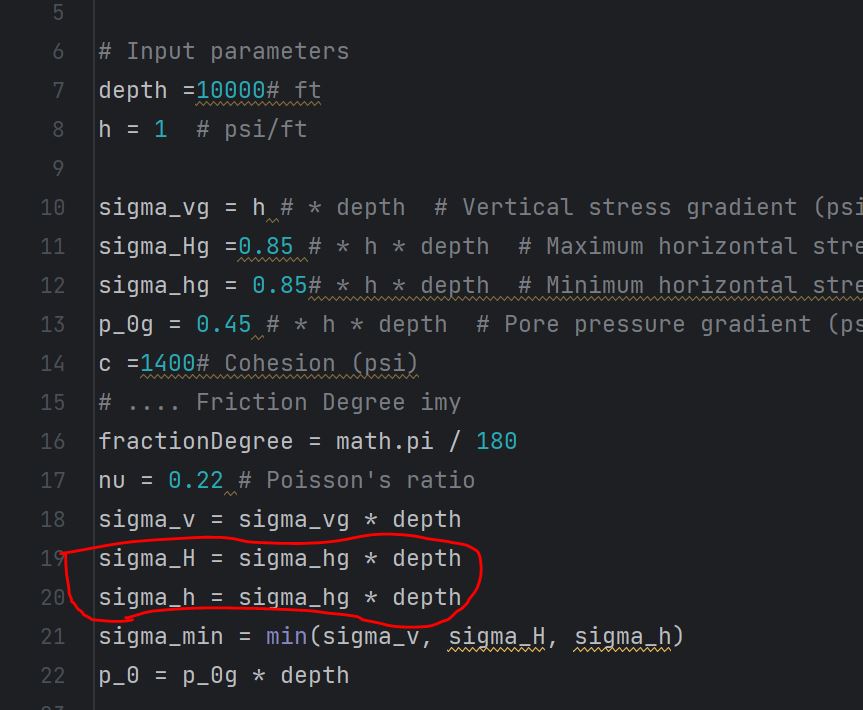 5
6 # Input parameters
7 depth =10000# ft
8 h = 1  # psi/ft
9
10 sigma_vg = h # * depth  # Vertical stress gradient (psi
11 sigma_Hg =0.85 # * h * depth  # Maximum horizontal stre
12 sigma_hg = 0.85# * h * depth  # Minimum horizontal stre
13 p_0g = 0.45 # * h * depth  # Pore pressure gradient (ps
14 c =1400# Cohesion (psi)
15 # .... Friction Degree imy
16 fractionDegree = math.pi / 180
17 nu = 0.22 # Poisson's ratio
18 sigma_v = sigma_vg * depth
19 sigma_H = sigma_hg * depth
20 sigma_h = sigma_hg * depth
21 sigma_min = min(sigma_v, sigma_H, sigma_h)
22 p_0 = p_0g * depth